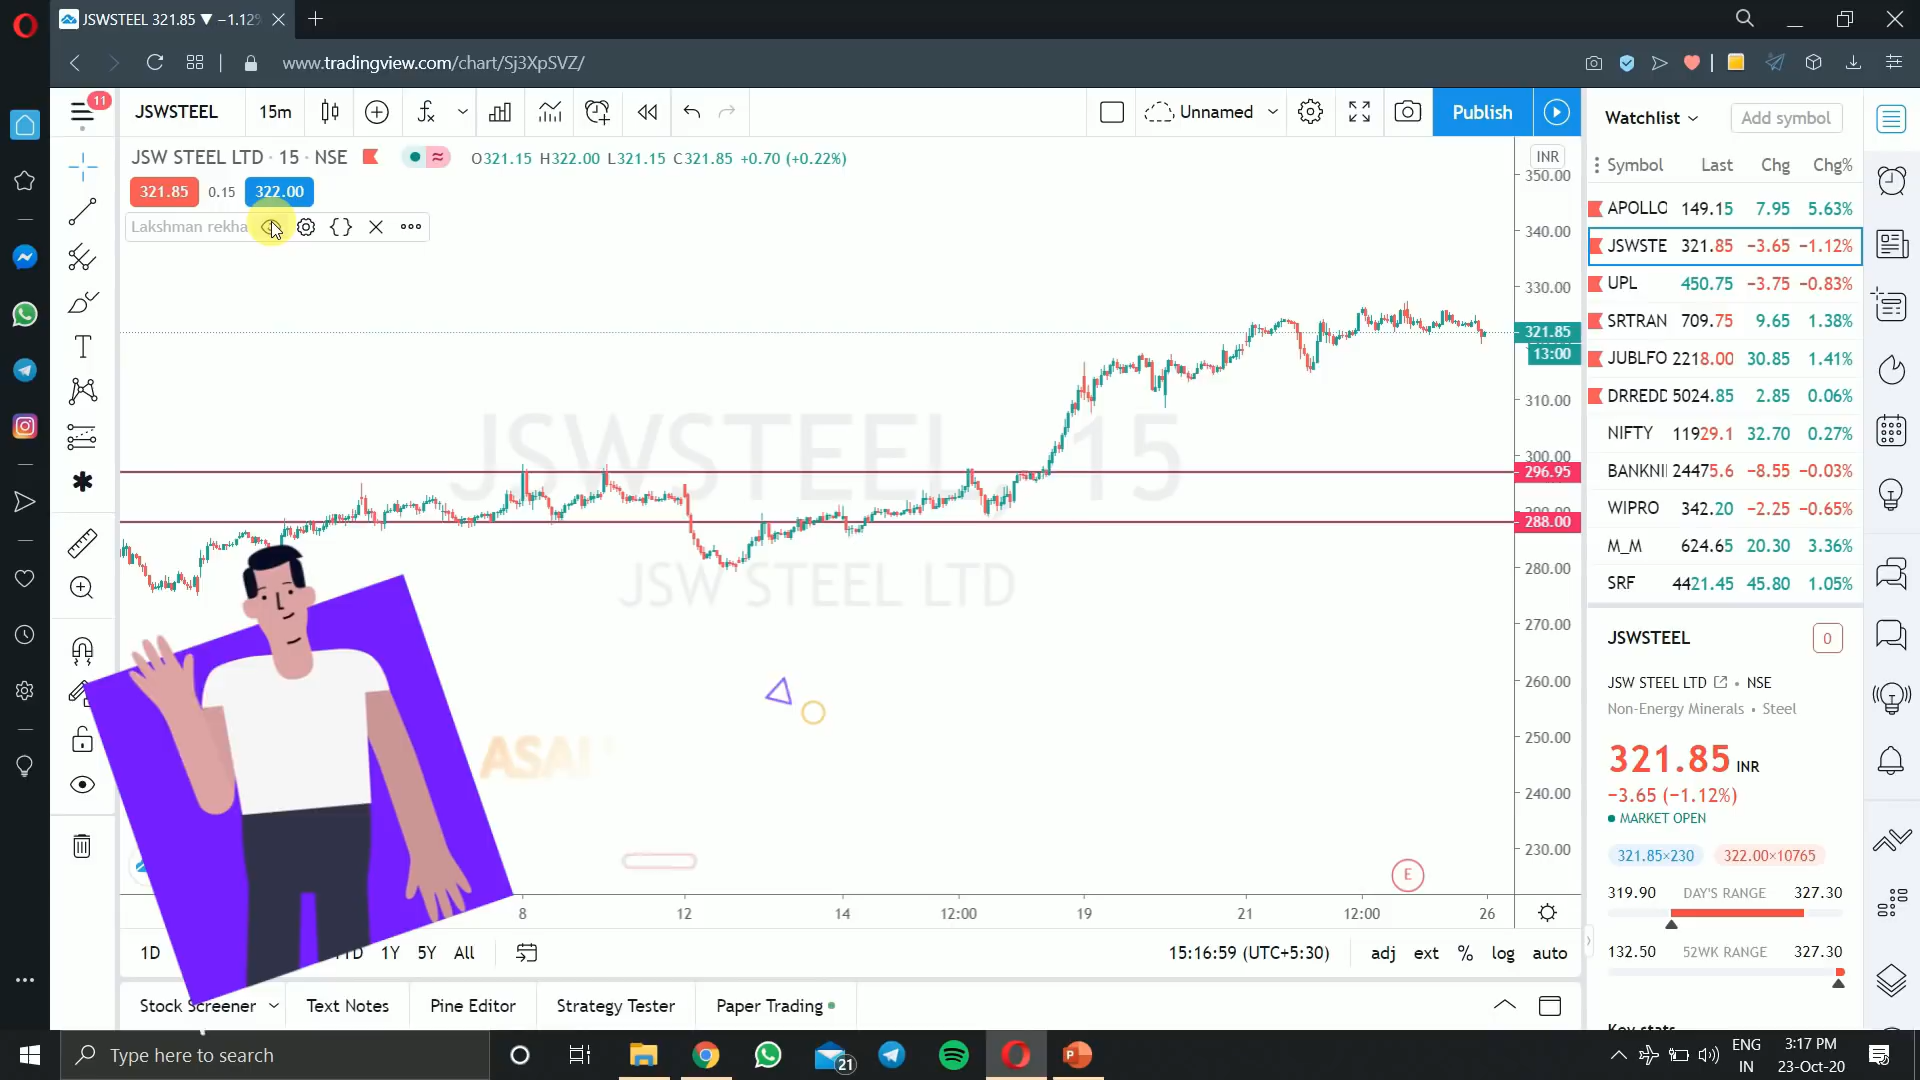 JSWSTEEL 321.85 ▼ −1.12%
www.tradingview.com/chart/Sj3XpSVZ/
11
JSWSTEEL
15m
Unnamed
Publish
JSW STEEL LTD · 15 · NSE
O321.15 H322.00 L321.15 C321.85 +0.70 (+0.22%)
321.85 0.15 322.00
Lakshman rekha
JSWSTEEL, 15
JSW STEEL LTD
INR
350.00
340.00
330.00
321.85
13:00
310.00
300.00
296.95
290.00
288.00
280.00
270.00
260.00
250.00
240.00
230.00
E
8 12 14 12:00 19 21 12:00 26
1D
1Y 5Y All
15:16:59 (UTC+5:30)
adj ext % log auto
Stock Screener
Text Notes
Pine Editor
Strategy Tester
Paper Trading
Watchlist
Add symbol
Symbol Last Chg Chg%
APOLLO 149.15 7.95 5.63%
JSWSTE 321.85 −3.65 −1.12%
UPL 450.75 −3.75 −0.83%
SRTRAN 709.75 9.65 1.38%
JUBLFO 2218.00 30.85 1.41%
DRREDD 5024.85 2.85 0.06%
NIFTY 11929.1 32.70 0.27%
BANKNI 24475.6 −8.55 −0.03%
WIPRO 342.20 −2.25 −0.65%
M_M 624.65 20.30 3.36%
SRF 4421.45 45.80 1.05%
JSWSTEEL
0
JSW STEEL LTD • NSE
Non-Energy Minerals • Steel
321.85 INR
−3.65 (−1.12%)
MARKET OPEN
321.85×230 322.00×10765
319.90 DAY'S RANGE 327.30
132.50 52WK RANGE 327.30
Key stats
Type here to search
21
ENG
IN
3:17 PM
23-Oct-20